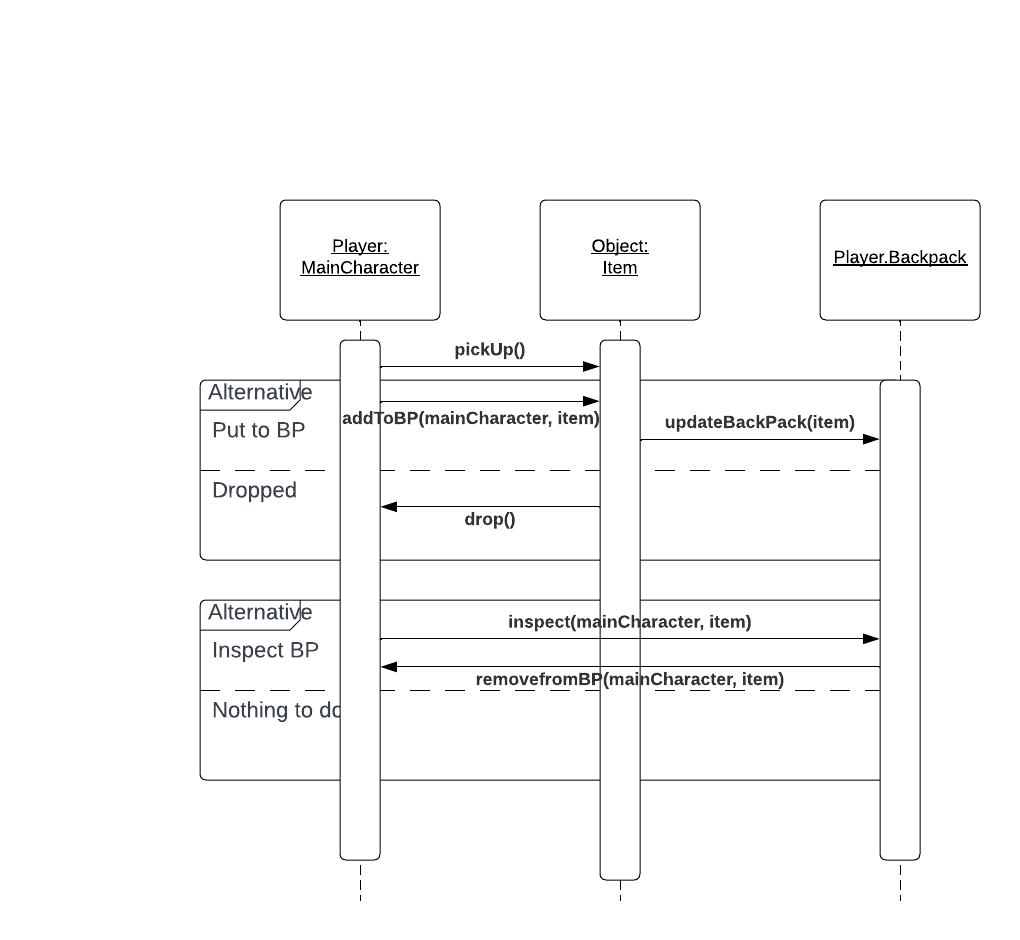 Player:
MainCharacter
Object:
Item
Player.Backpack
pickUp()
Alternative
addToBP(mainCharacter, item)
Put to BP
updateBackPack(item)
Dropped
drop()
Alternative
inspect(mainCharacter, item)
Inspect BP
removefromBP(mainCharacter, item)
Nothing to do